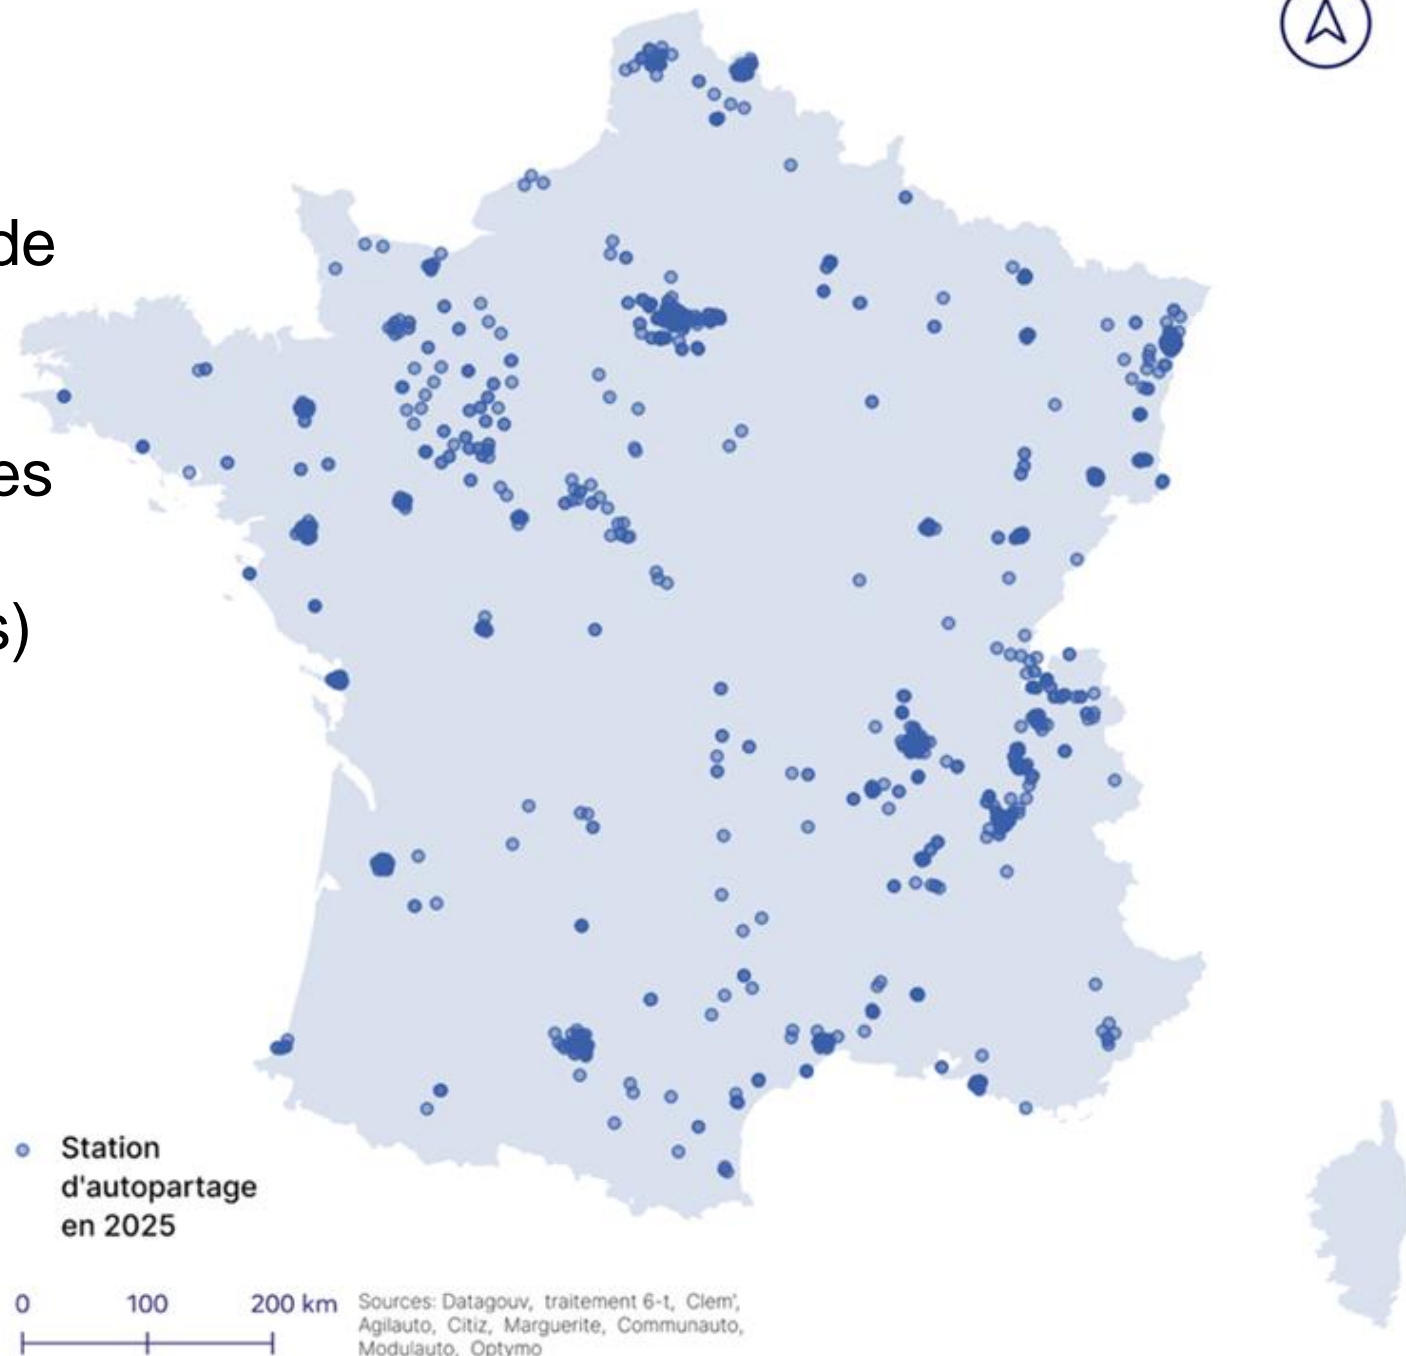 de
es
s)
Station
d'autopartage
en 2025
0 100 200 km
Sources: Datagouv, traitement 6-t, Clem',
Agilauto, Citiz, Marguerite, Communauto,
Modulauto, Optymo